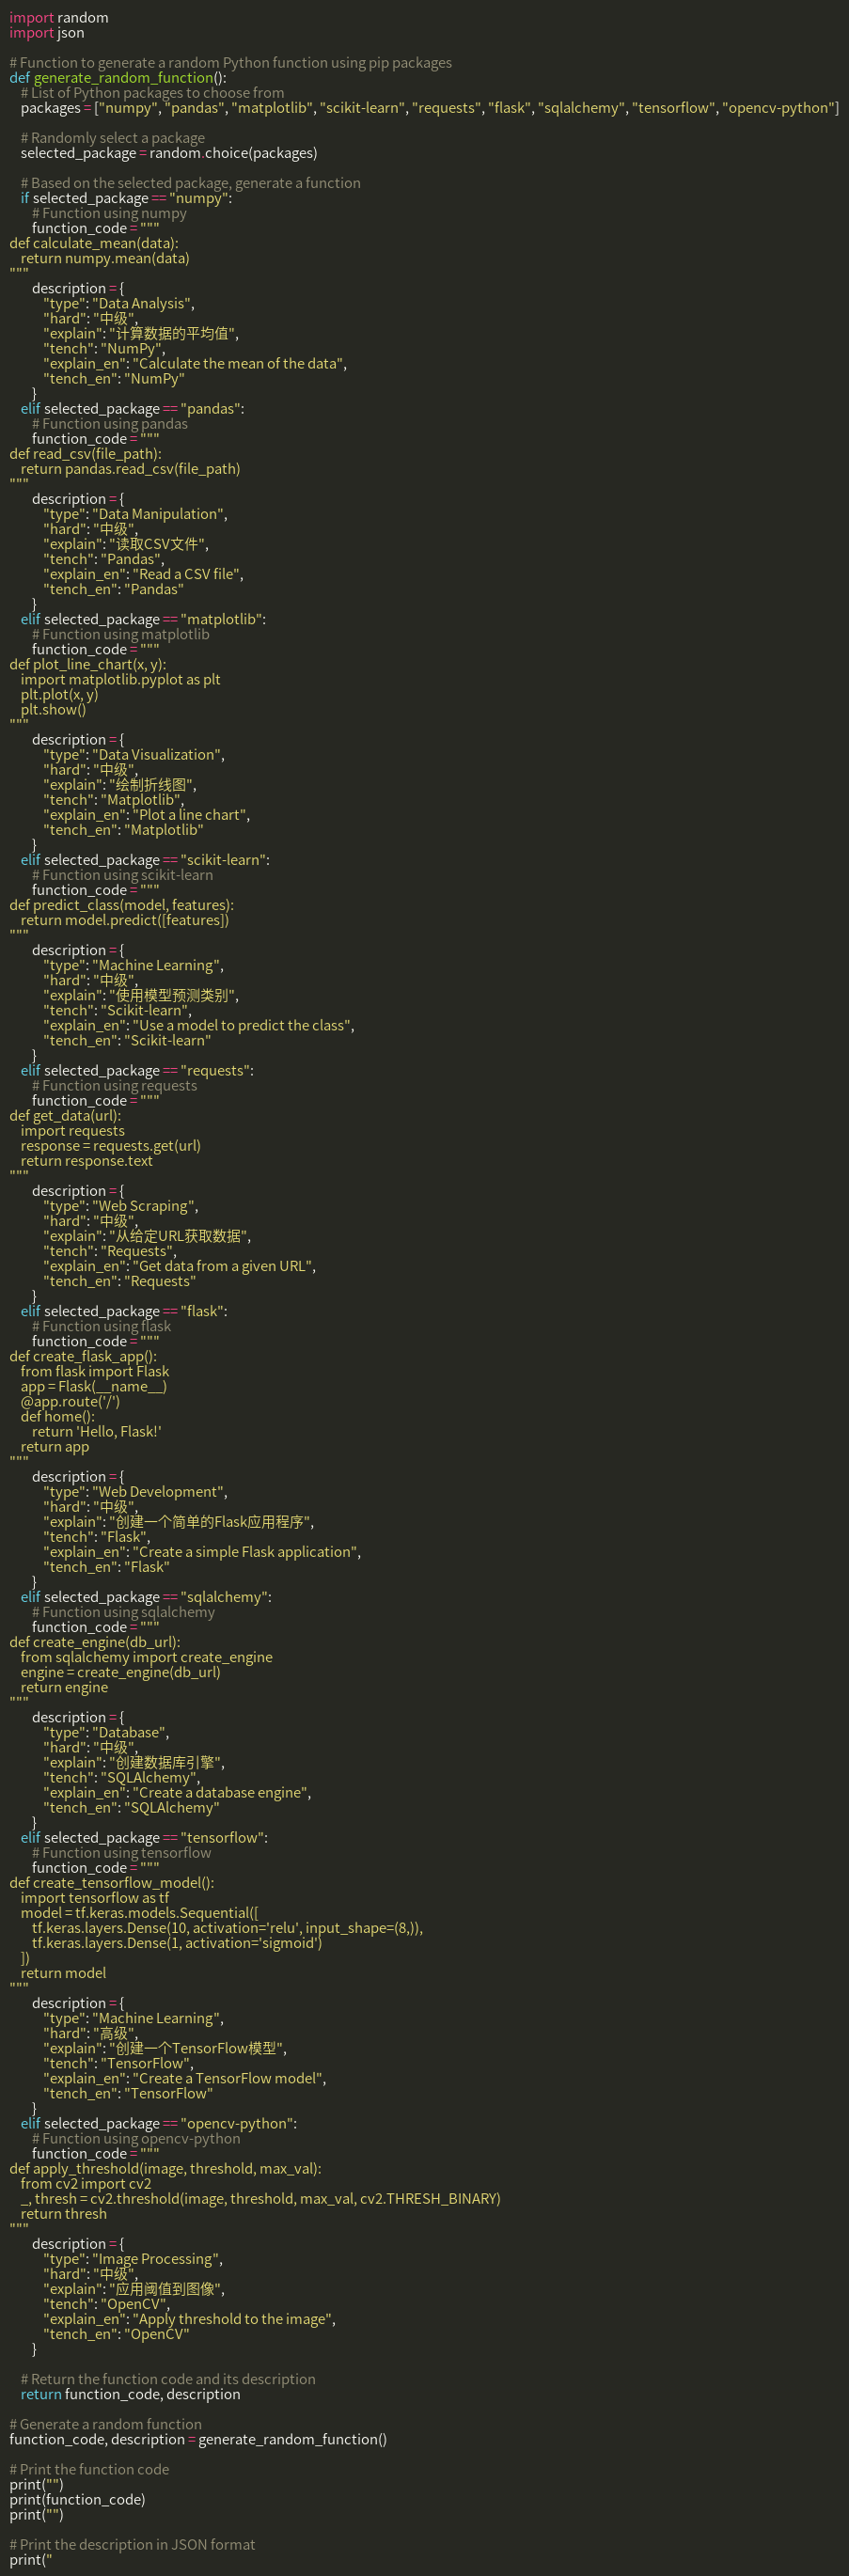 import random
import json

# Function to generate a random Python function using pip packages
def generate_random_function():
    # List of Python packages to choose from
    packages = ["numpy", "pandas", "matplotlib", "scikit-learn", "requests", "flask", "sqlalchemy", "tensorflow", "opencv-python"]

    # Randomly select a package
    selected_package = random.choice(packages)

    # Based on the selected package, generate a function
    if selected_package == "numpy":
        # Function using numpy
        function_code = """
def calculate_mean(data):
    return numpy.mean(data)
"""
        description = {
            "type": "Data Analysis",
            "hard": "中级",
            "explain": "计算数据的平均值",
            "tench": "NumPy",
            "explain_en": "Calculate the mean of the data",
            "tench_en": "NumPy"
        }
    elif selected_package == "pandas":
        # Function using pandas
        function_code = """
def read_csv(file_path):
    return pandas.read_csv(file_path)
"""
        description = {
            "type": "Data Manipulation",
            "hard": "中级",
            "explain": "读取CSV文件",
            "tench": "Pandas",
            "explain_en": "Read a CSV file",
            "tench_en": "Pandas"
        }
    elif selected_package == "matplotlib":
        # Function using matplotlib
        function_code = """
def plot_line_chart(x, y):
    import matplotlib.pyplot as plt
    plt.plot(x, y)
    plt.show()
"""
        description = {
            "type": "Data Visualization",
            "hard": "中级",
            "explain": "绘制折线图",
            "tench": "Matplotlib",
            "explain_en": "Plot a line chart",
            "tench_en": "Matplotlib"
        }
    elif selected_package == "scikit-learn":
        # Function using scikit-learn
        function_code = """
def predict_class(model, features):
    return model.predict([features])
"""
        description = {
            "type": "Machine Learning",
            "hard": "中级",
            "explain": "使用模型预测类别",
            "tench": "Scikit-learn",
            "explain_en": "Use a model to predict the class",
            "tench_en": "Scikit-learn"
        }
    elif selected_package == "requests":
        # Function using requests
        function_code = """
def get_data(url):
    import requests
    response = requests.get(url)
    return response.text
"""
        description = {
            "type": "Web Scraping",
            "hard": "中级",
            "explain": "从给定URL获取数据",
            "tench": "Requests",
            "explain_en": "Get data from a given URL",
            "tench_en": "Requests"
        }
    elif selected_package == "flask":
        # Function using flask
        function_code = """
def create_flask_app():
    from flask import Flask
    app = Flask(__name__)
    @app.route('/')
    def home():
        return 'Hello, Flask!'
    return app
"""
        description = {
            "type": "Web Development",
            "hard": "中级",
            "explain": "创建一个简单的Flask应用程序",
            "tench": "Flask",
            "explain_en": "Create a simple Flask application",
            "tench_en": "Flask"
        }
    elif selected_package == "sqlalchemy":
        # Function using sqlalchemy
        function_code = """
def create_engine(db_url):
    from sqlalchemy import create_engine
    engine = create_engine(db_url)
    return engine
"""
        description = {
            "type": "Database",
            "hard": "中级",
            "explain": "创建数据库引擎",
            "tench": "SQLAlchemy",
            "explain_en": "Create a database engine",
            "tench_en": "SQLAlchemy"
        }
    elif selected_package == "tensorflow":
        # Function using tensorflow
        function_code = """
def create_tensorflow_model():
    import tensorflow as tf
    model = tf.keras.models.Sequential([
        tf.keras.layers.Dense(10, activation='relu', input_shape=(8,)),
        tf.keras.layers.Dense(1, activation='sigmoid')
    ])
    return model
"""
        description = {
            "type": "Machine Learning",
            "hard": "高级",
            "explain": "创建一个TensorFlow模型",
            "tench": "TensorFlow",
            "explain_en": "Create a TensorFlow model",
            "tench_en": "TensorFlow"
        }
    elif selected_package == "opencv-python":
        # Function using opencv-python
        function_code = """
def apply_threshold(image, threshold, max_val):
    from cv2 import cv2
    _, thresh = cv2.threshold(image, threshold, max_val, cv2.THRESH_BINARY)
    return thresh
"""
        description = {
            "type": "Image Processing",
            "hard": "中级",
            "explain": "应用阈值到图像",
            "tench": "OpenCV",
            "explain_en": "Apply threshold to the image",
            "tench_en": "OpenCV"
        }

    # Return the function code and its description
    return function_code, description

# Generate a random function
function_code, description = generate_random_function()

# Print the function code
print("")
print(function_code)
print("")

# Print the description in JSON format
print("